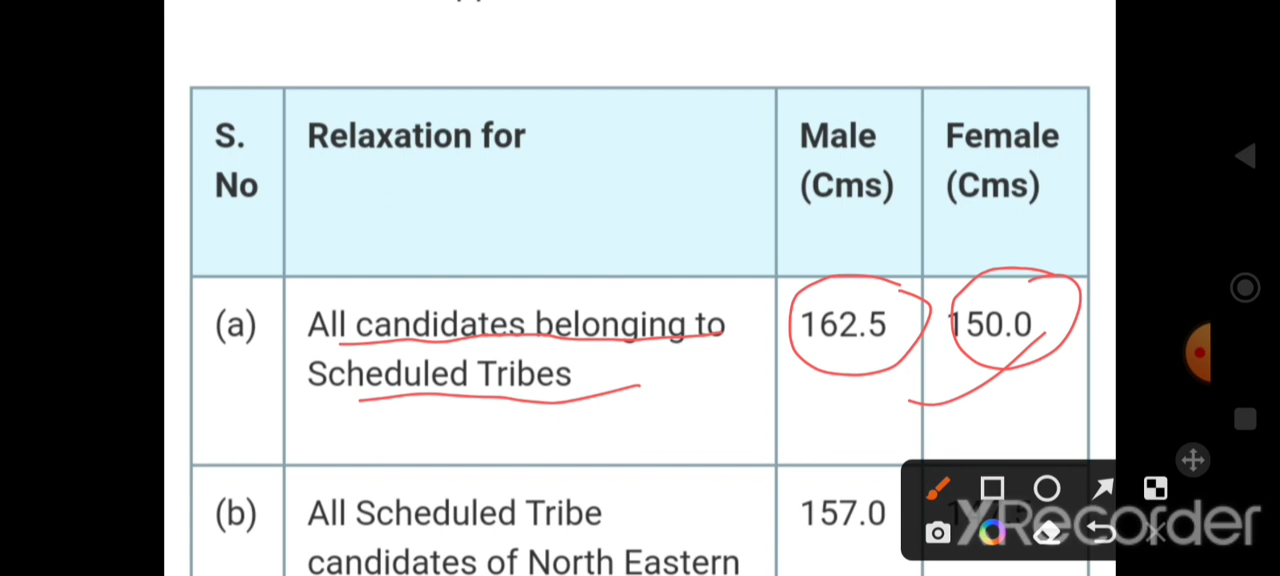 S. No
Relaxation for
Male (Cms)
Female (Cms)
(a)
All candidates belonging to
Scheduled Tribes
162.5
150.0
(b)
All Scheduled Tribe
candidates of North Eastern
157.0
XRecorder